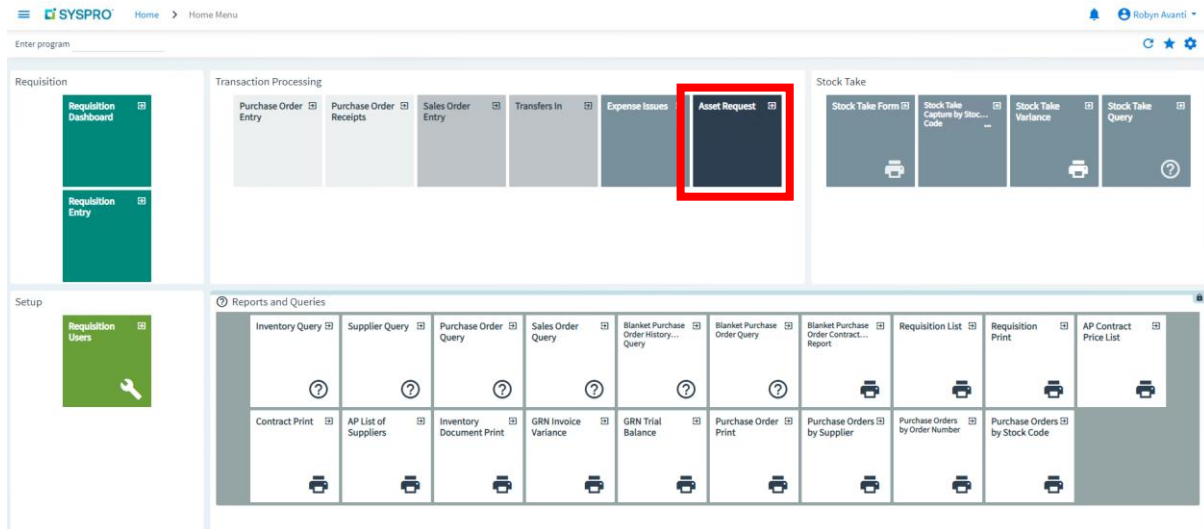 SYSPRO Home > Home Menu Robyn Avanti
Enter program
Requisition
Requisition
Dashboard
Requisition
Entry
Transaction Processing
Purchase Order
Entry
Purchase Order
Receipts
Sales Order
Entry
Transfers In
Expense Issues
Asset Request
Stock Take
Stock Take Form
Stock Take
Capture by Stoc...
Code ...
Stock Take
Variance
Stock Take
Query
Setup
Requisition
Users
Reports and Queries
Inventory Query
Supplier Query
Purchase Order
Query
Sales Order
Query
Blanket Purchase
Order History...
Query
Blanket Purchase
Order Query
Blanket Purchase
Order Contract...
Report
Requisition List
Requisition
Print
AP Contract
Price List
Contract Print
AP List of
Suppliers
Inventory
Document Print
GRN Invoice
Variance
GRN Trial
Balance
Purchase Order
Print
Purchase Orders
by Supplier
Purchase Orders
by Order Number
Purchase Orders
by Stock Code